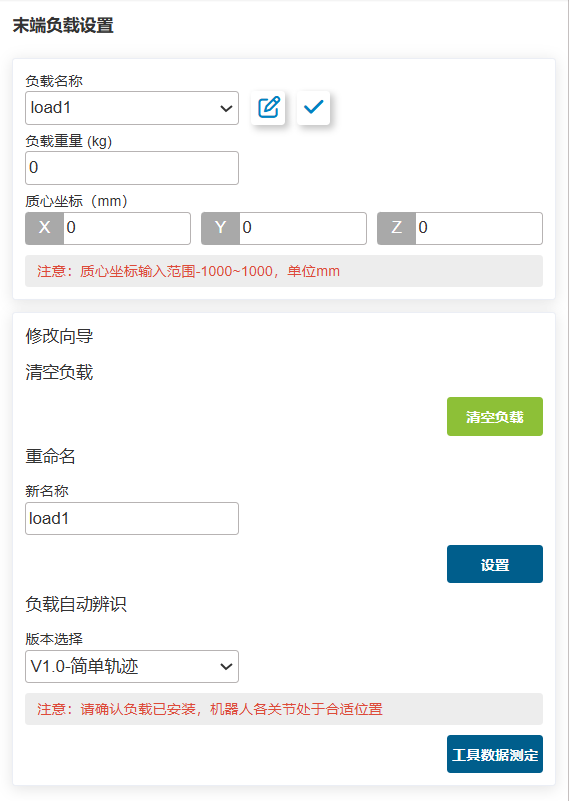 末端负载设置
负载名称
load1
负载重量 (kg)
0
质心坐标（mm）
X 0 Y 0 Z 0
注意：质心坐标输入范围-1000~1000，单位mm
修改向导
清空负载
清空负载
重命名
新名称
load1
设置
负载自动辨识
版本选择
V1.0-简单轨迹
注意：请确认负载已安装，机器人各关节处于合适位置
工具数据测定